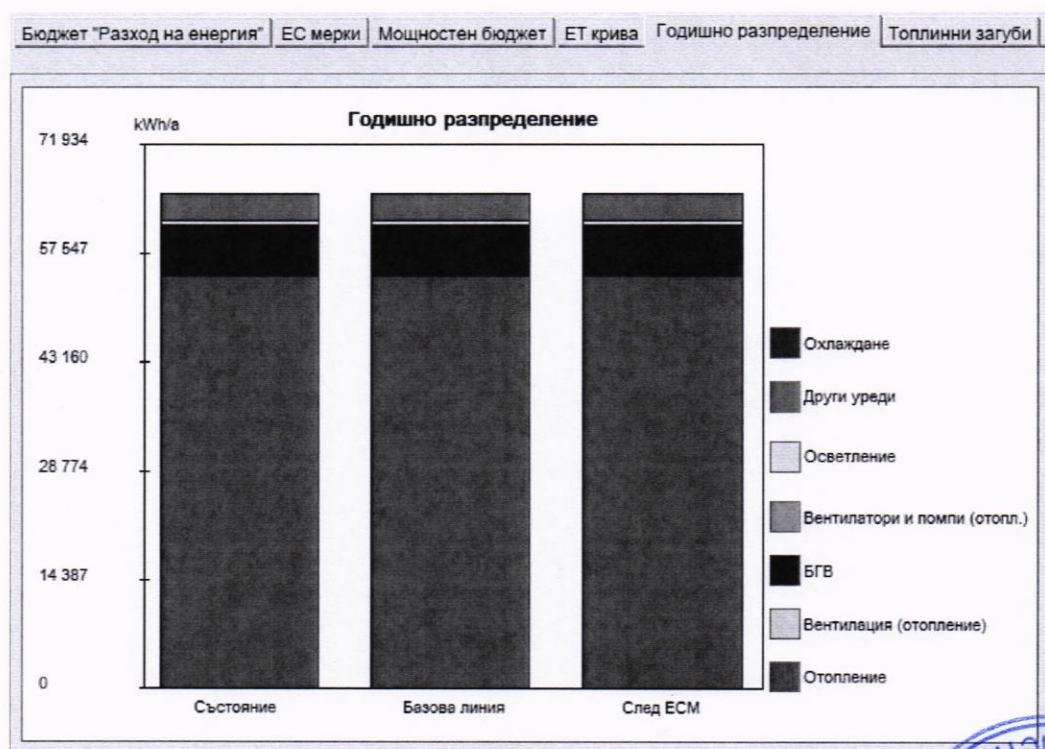 Бюджет "Разход на енергия" ЕС мерки Мощностен бюджет ЕТ крива Годишно разпределение Топлинни загуби
Годишно разпределение
kWh/a
71 934
57 547
43 160
28 774
14 387
0
Състояние Базова линия След ЕСМ
Охлаждане
Други уреди
Осветление
Вентилатори и помпи (отопл.)
БГВ
Вентилация (отопление)
Отопление